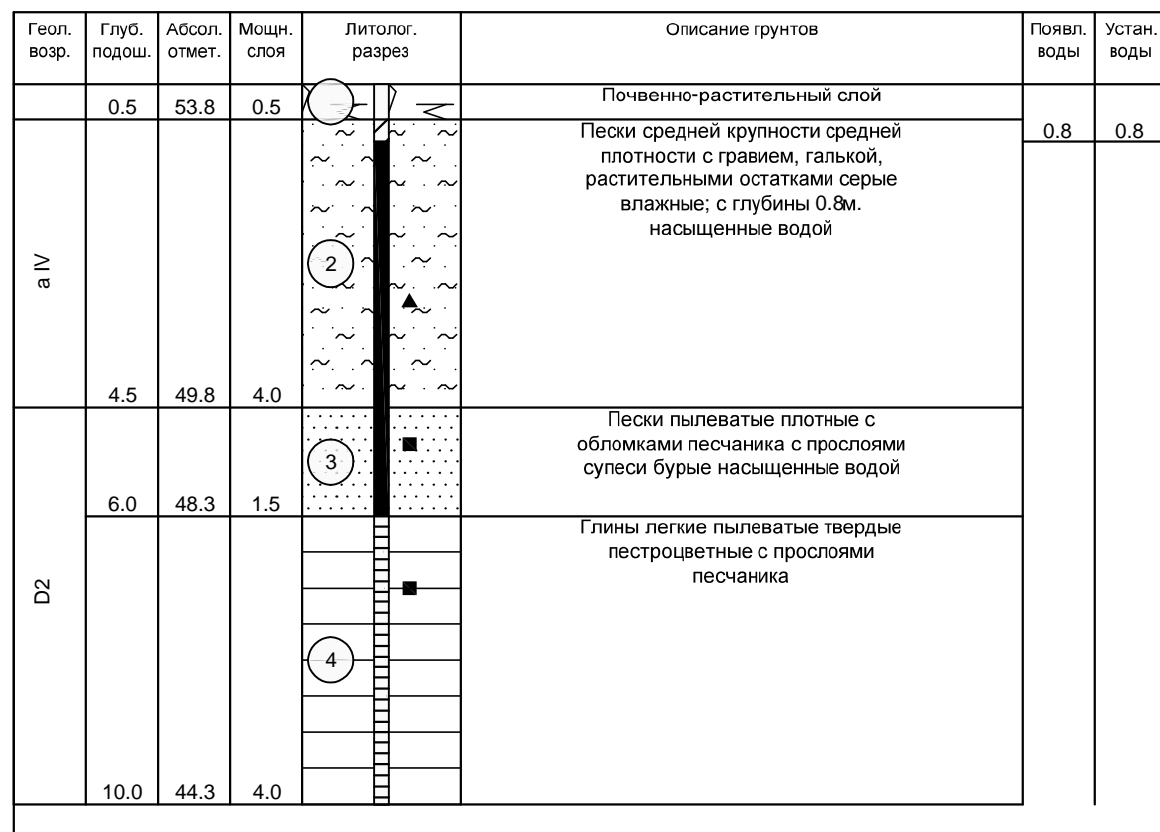 Геол. возр.
Глуб. подош.
Абсол. отмет.
Мощн. слоя
Литолог. разрез
Описание грунтов
Появл. воды
Устан. воды
0.5 53.8 0.5
Почвенно-растительный слой
Пески средней крупности средней
плотности с гравием, галькой,
растительными остатками серые
влажные; с глубины 0.8м.
насыщенные водой
0.8 0.8
a IV
2
4.5 49.8 4.0
Пески пылеватые плотные с
обломками песчаника с прослоями
супеси бурые насыщенные водой
3
6.0 48.3 1.5
Глины легкие пылеватые твердые
пестроцветные с прослоями
песчаника
D2
4
10.0 44.3 4.0